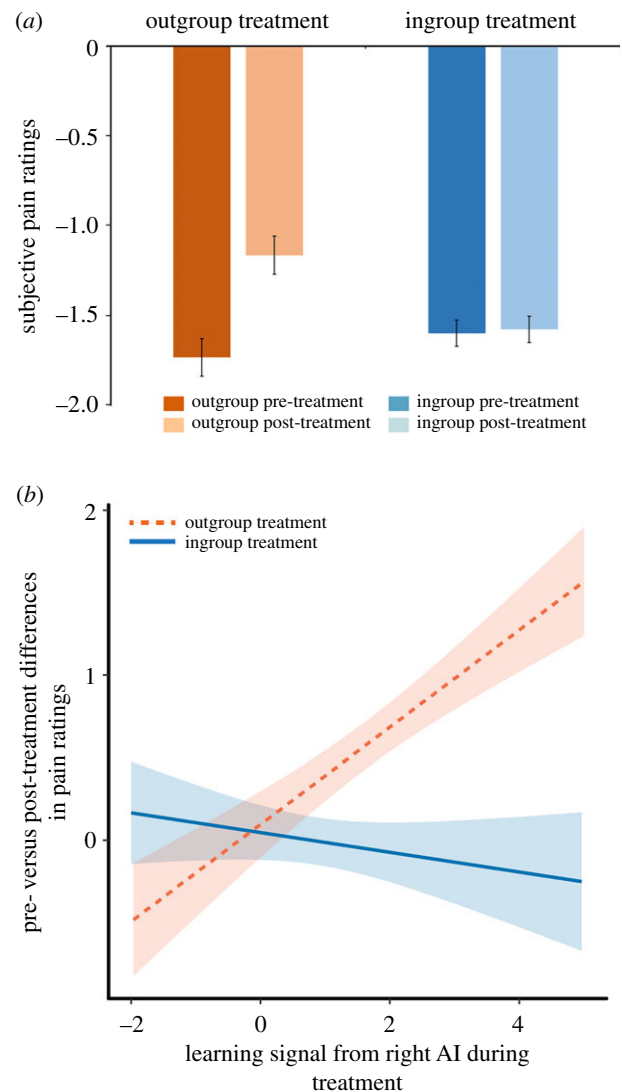 (a)
outgroup treatment ingroup treatment
0
–0.5
–1.0
–1.5
–2.0
subjective pain ratings
outgroup pre-treatment ingroup pre-treatment
outgroup post-treatment ingroup post-treatment
(b)
2
1
0
pre- versus post-treatment differences
in pain ratings
outgroup treatment
ingroup treatment
–2 0 2 4
learning signal from right AI during
treatment